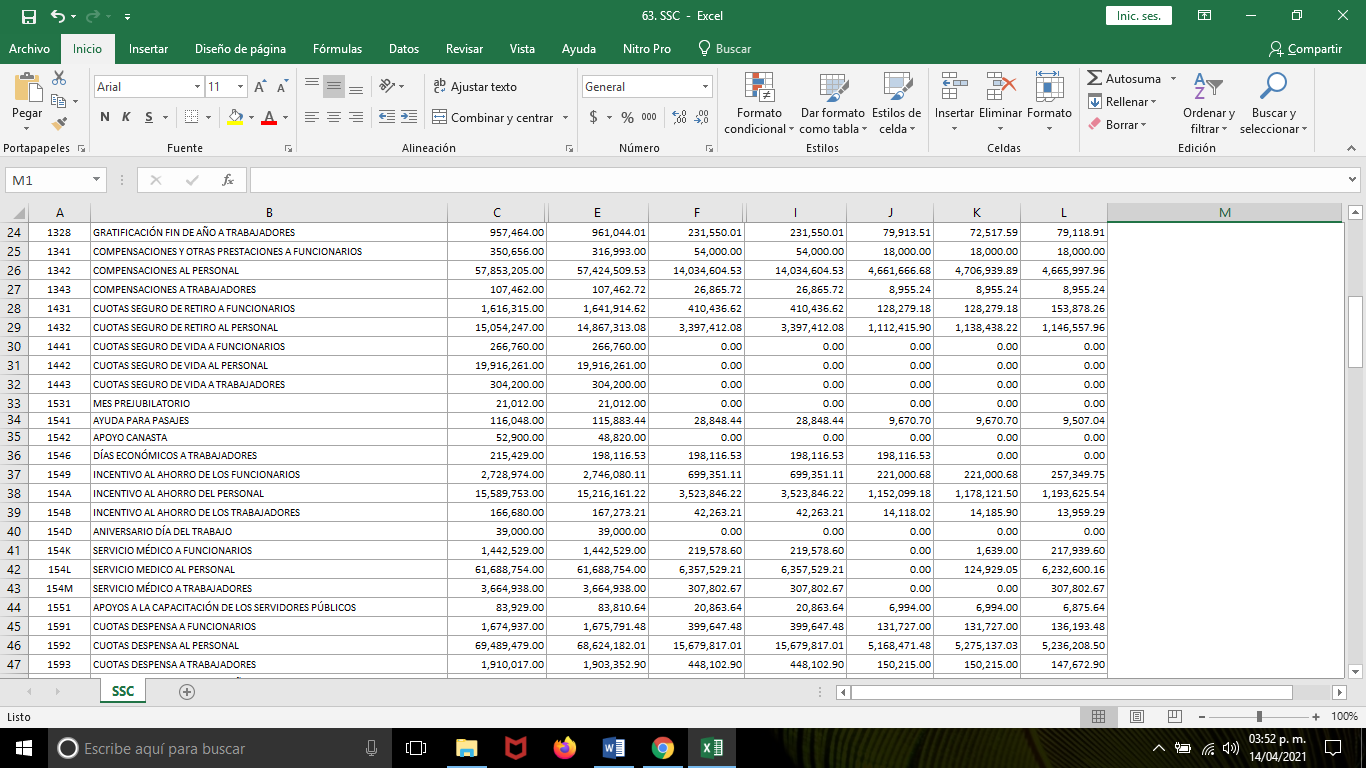 63. SSC - Excel
Inic. ses.
Archivo Inicio Insertar Diseño de página Fórmulas Datos Revisar Vista Ayuda Nitro Pro Buscar Compartir
Pegar
Portapapeles
Arial 11
N K S
Fuente
Ajustar texto
Combinar y centrar
Alineación
General
$ % 000
Número
Formato condicional
Dar formato como tabla
Estilos de celda
Estilos
Insertar Eliminar Formato
Celdas
Autosuma
Rellenar
Borrar
Ordenar y filtrar
Buscar y seleccionar
Edición
M1 fx
A B C E F I J K L M
24 1328 GRATIFICACIÓN FIN DE AÑO A TRABAJADORES 957,464.00 961,044.01 231,550.01 231,550.01 79,913.51 72,517.59 79,118.91
25 1341 COMPENSACIONES Y OTRAS PRESTACIONES A FUNCIONARIOS 350,656.00 316,993.00 54,000.00 54,000.00 18,000.00 18,000.00 18,000.00
26 1342 COMPENSACIONES AL PERSONAL 57,853,205.00 57,424,509.53 14,034,604.53 14,034,604.53 4,661,666.68 4,706,939.89 4,665,997.96
27 1343 COMPENSACIONES A TRABAJADORES 107,462.00 107,462.72 26,865.72 26,865.72 8,955.24 8,955.24 8,955.24
28 1431 CUOTAS SEGURO DE RETIRO A FUNCIONARIOS 1,616,315.00 1,641,914.62 410,436.62 410,436.62 128,279.18 128,279.18 153,878.26
29 1432 CUOTAS SEGURO DE RETIRO AL PERSONAL 15,054,247.00 14,867,313.08 3,397,412.08 3,397,412.08 1,112,415.90 1,138,438.22 1,146,557.96
30 1441 CUOTAS SEGURO DE VIDA A FUNCIONARIOS 266,760.00 266,760.00 0.00 0.00 0.00 0.00 0.00
31 1442 CUOTAS SEGURO DE VIDA AL PERSONAL 19,916,261.00 19,916,261.00 0.00 0.00 0.00 0.00 0.00
32 1443 CUOTAS SEGURO DE VIDA A TRABAJADORES 304,200.00 304,200.00 0.00 0.00 0.00 0.00 0.00
33 1531 MES PREJUBILATORIO 21,012.00 21,012.00 0.00 0.00 0.00 0.00 0.00
34 1541 AYUDA PARA PASAJES 116,048.00 115,883.44 28,848.44 28,848.44 9,670.70 9,670.70 9,507.04
35 1542 APOYO CANASTA 52,900.00 48,820.00 0.00 0.00 0.00 0.00 0.00
36 1546 DÍAS ECONÓMICOS A TRABAJADORES 215,429.00 198,116.53 198,116.53 198,116.53 198,116.53 0.00 0.00
37 1549 INCENTIVO AL AHORRO DE LOS FUNCIONARIOS 2,728,974.00 2,746,080.11 699,351.11 699,351.11 221,000.68 221,000.68 257,349.75
38 154A INCENTIVO AL AHORRO DEL PERSONAL 15,589,753.00 15,216,161.22 3,523,846.22 3,523,846.22 1,152,099.18 1,178,121.50 1,193,625.54
39 154B INCENTIVO AL AHORRO DE LOS TRABAJADORES 166,680.00 167,273.21 42,263.21 42,263.21 14,118.02 14,185.90 13,959.29
40 154D ANIVERSARIO DÍA DEL TRABAJO 39,000.00 39,000.00 0.00 0.00 0.00 0.00 0.00
41 154K SERVICIO MÉDICO A FUNCIONARIOS 1,442,529.00 1,442,529.00 219,578.60 219,578.60 0.00 1,639.00 217,939.60
42 154L SERVICIO MEDICO AL PERSONAL 61,688,754.00 61,688,754.00 6,357,529.21 6,357,529.21 0.00 124,929.05 6,232,600.16
43 154M SERVICIO MÉDICO A TRABAJADORES 3,664,938.00 3,664,938.00 307,802.67 307,802.67 0.00 0.00 307,802.67
44 1551 APOYOS A LA CAPACITACIÓN DE LOS SERVIDORES PÚBLICOS 83,929.00 83,810.64 20,863.64 20,863.64 6,994.00 6,994.00 6,875.64
45 1591 CUOTAS DESPENSA A FUNCIONARIOS 1,674,937.00 1,675,791.48 399,647.48 399,647.48 131,727.00 131,727.00 136,193.48
46 1592 CUOTAS DESPENSA AL PERSONAL 69,489,479.00 68,624,182.01 15,679,817.01 15,679,817.01 5,168,471.48 5,275,137.03 5,236,208.50
47 1593 CUOTAS DESPENSA A TRABAJADORES 1,910,017.00 1,903,352.90 448,102.90 448,102.90 150,215.00 150,215.00 147,672.90
SSC
Listo 100%
Escribe aquí para buscar
03:52 p. m.
14/04/2021